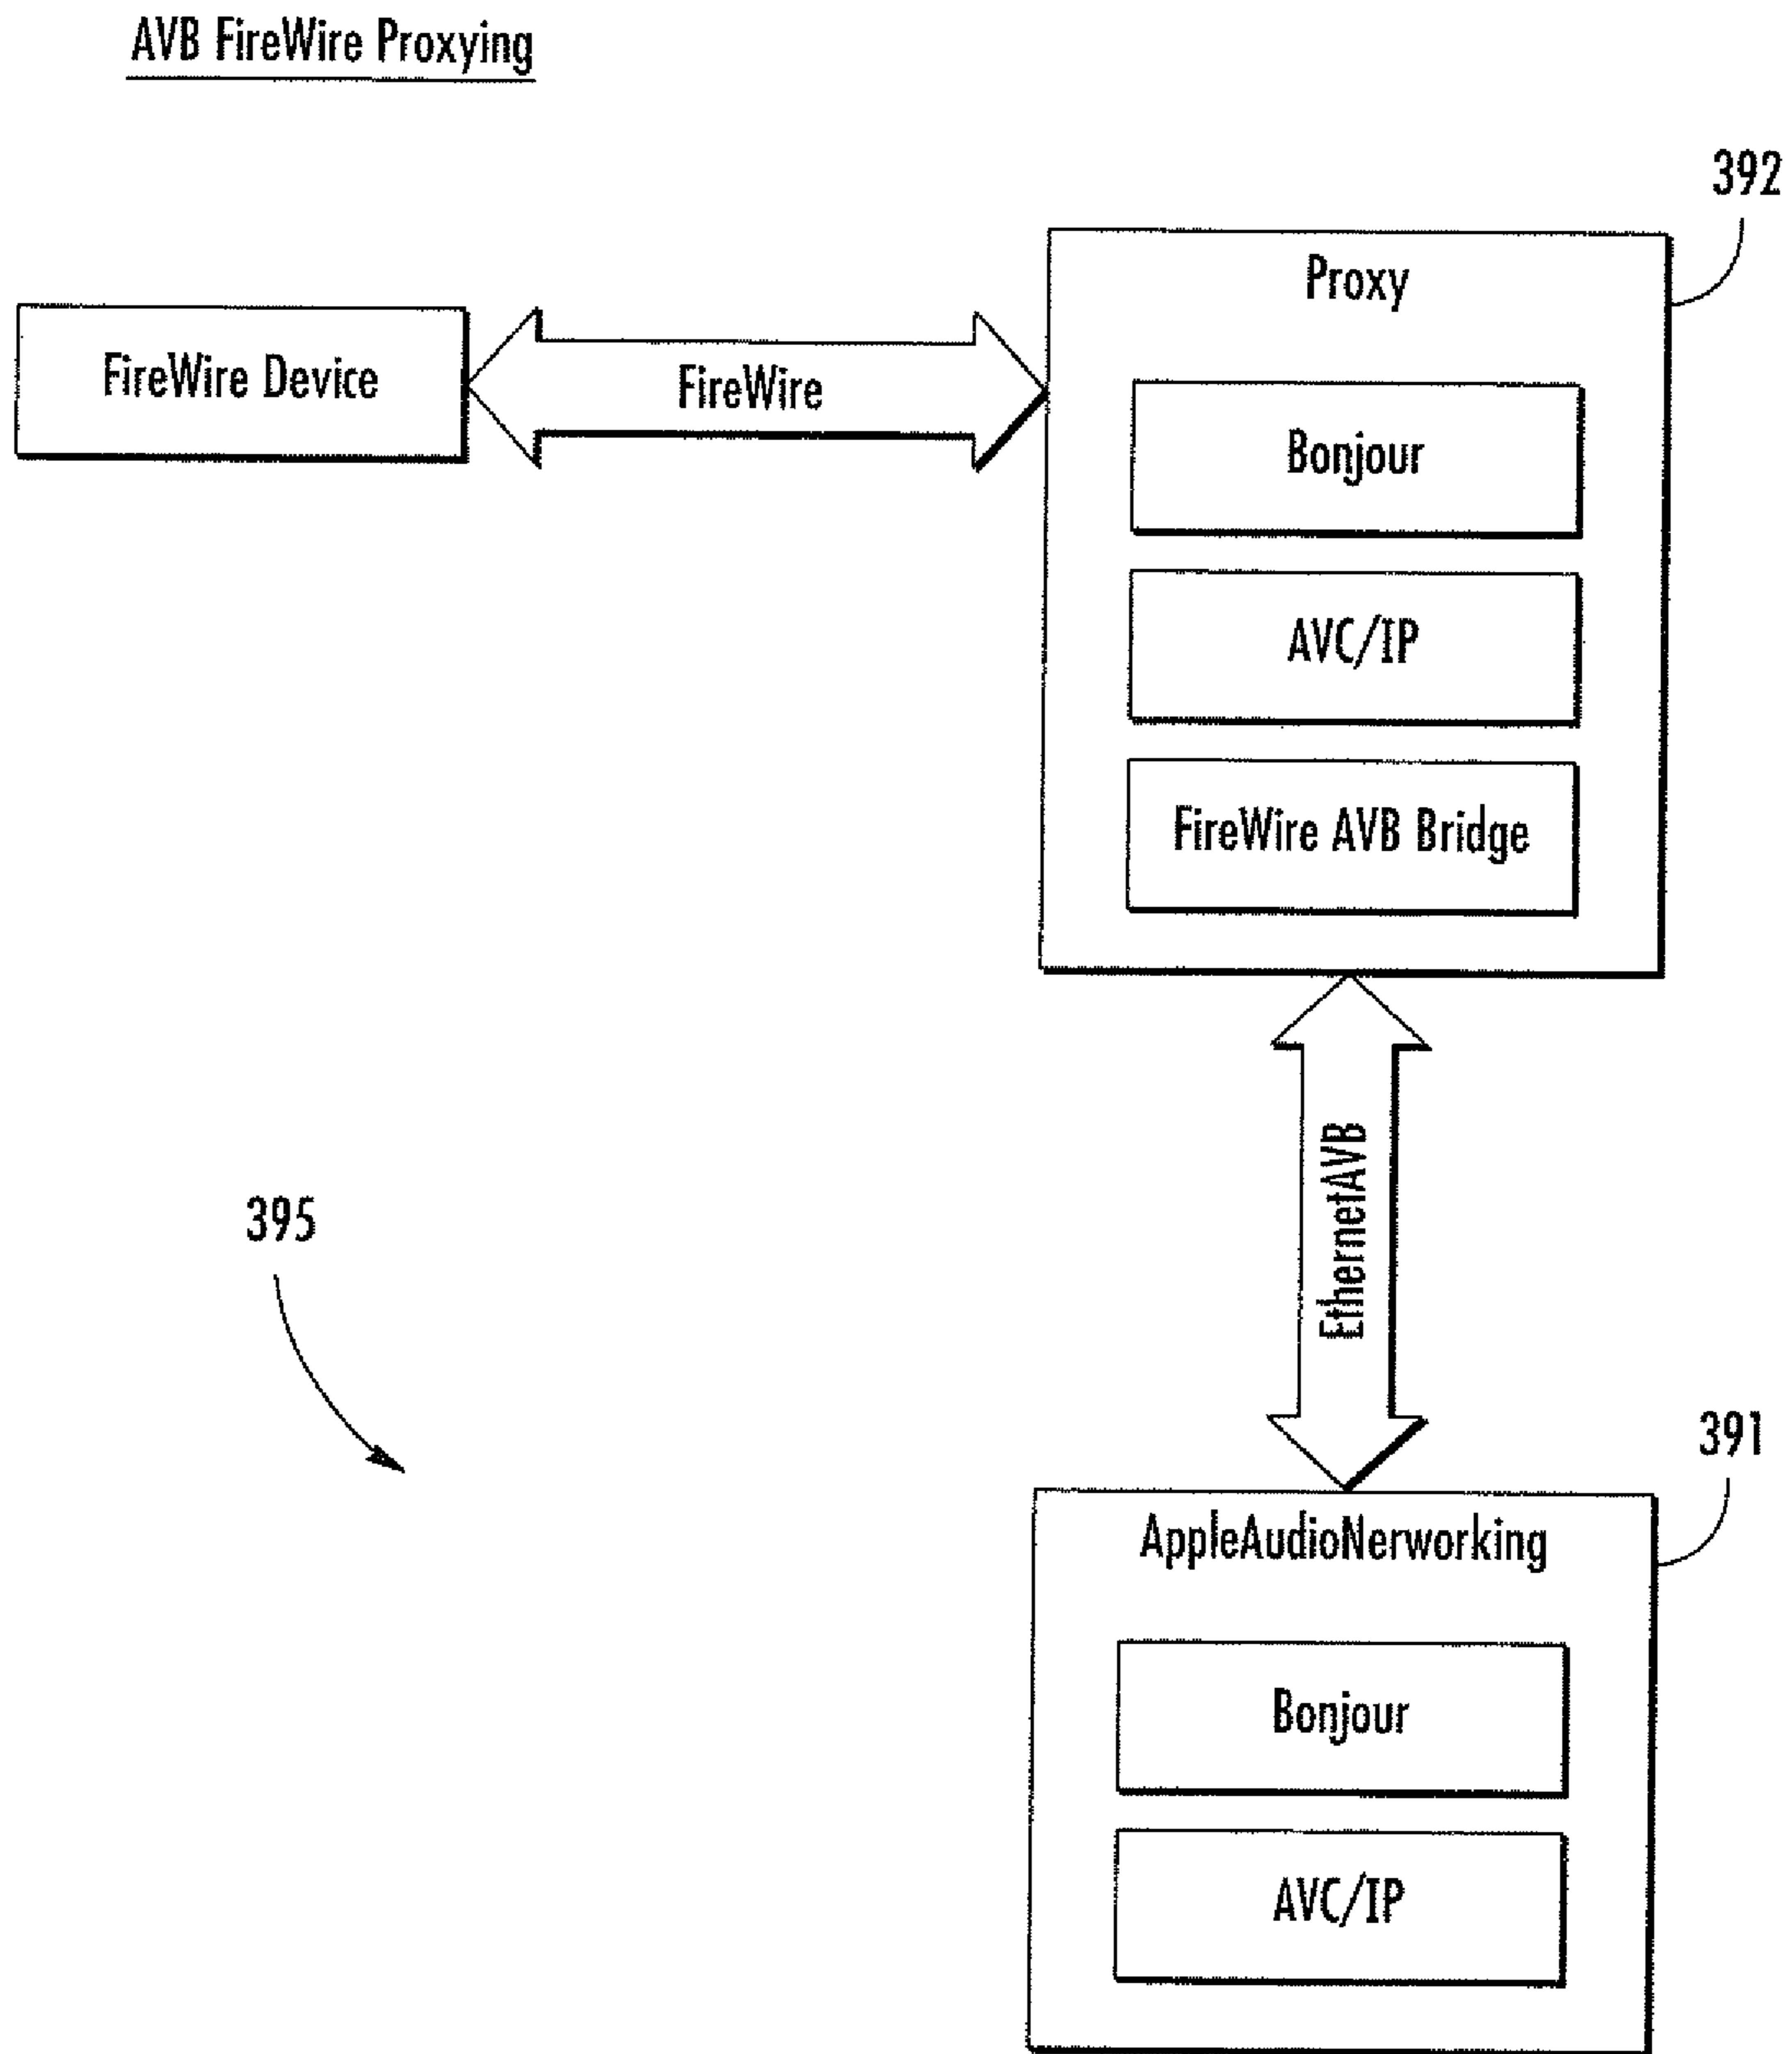 AVB FireWire Proxying
392
Proxy
FireWire Device
FireWire
Bonjour
AVC/IP
FireWire AVB Bridge
EthernetAVB
395
391
AppleAudioNerworking
Bonjour
AVC/IP